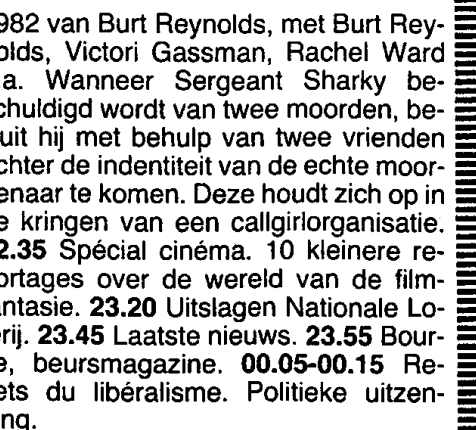 982 van Burt Reynolds, met Burt Rey-
olds, Victori Gassman, Rachel Ward
a. Wanneer Sergeant Sharky be-
chuldigd wordt van twee moorden, be-
uit hij met behulp van twee vrienden
chter de indentiteit van de echte moor-
enaar te komen. Deze houdt zich op in
e kringen van een callgirlorganisatie.
2.35 Spécial cinéma. 10 kleinere re-
ortages over de wereld van de film-
antasie. 23.20 Uitslagen Nationale Lo-
erij. 23.45 Laatste nieuws. 23.55 Bour-
e, beursmagazine. 00.05-00.15 Re-
ets du libéralisme. Politieke uitzen-
ng.